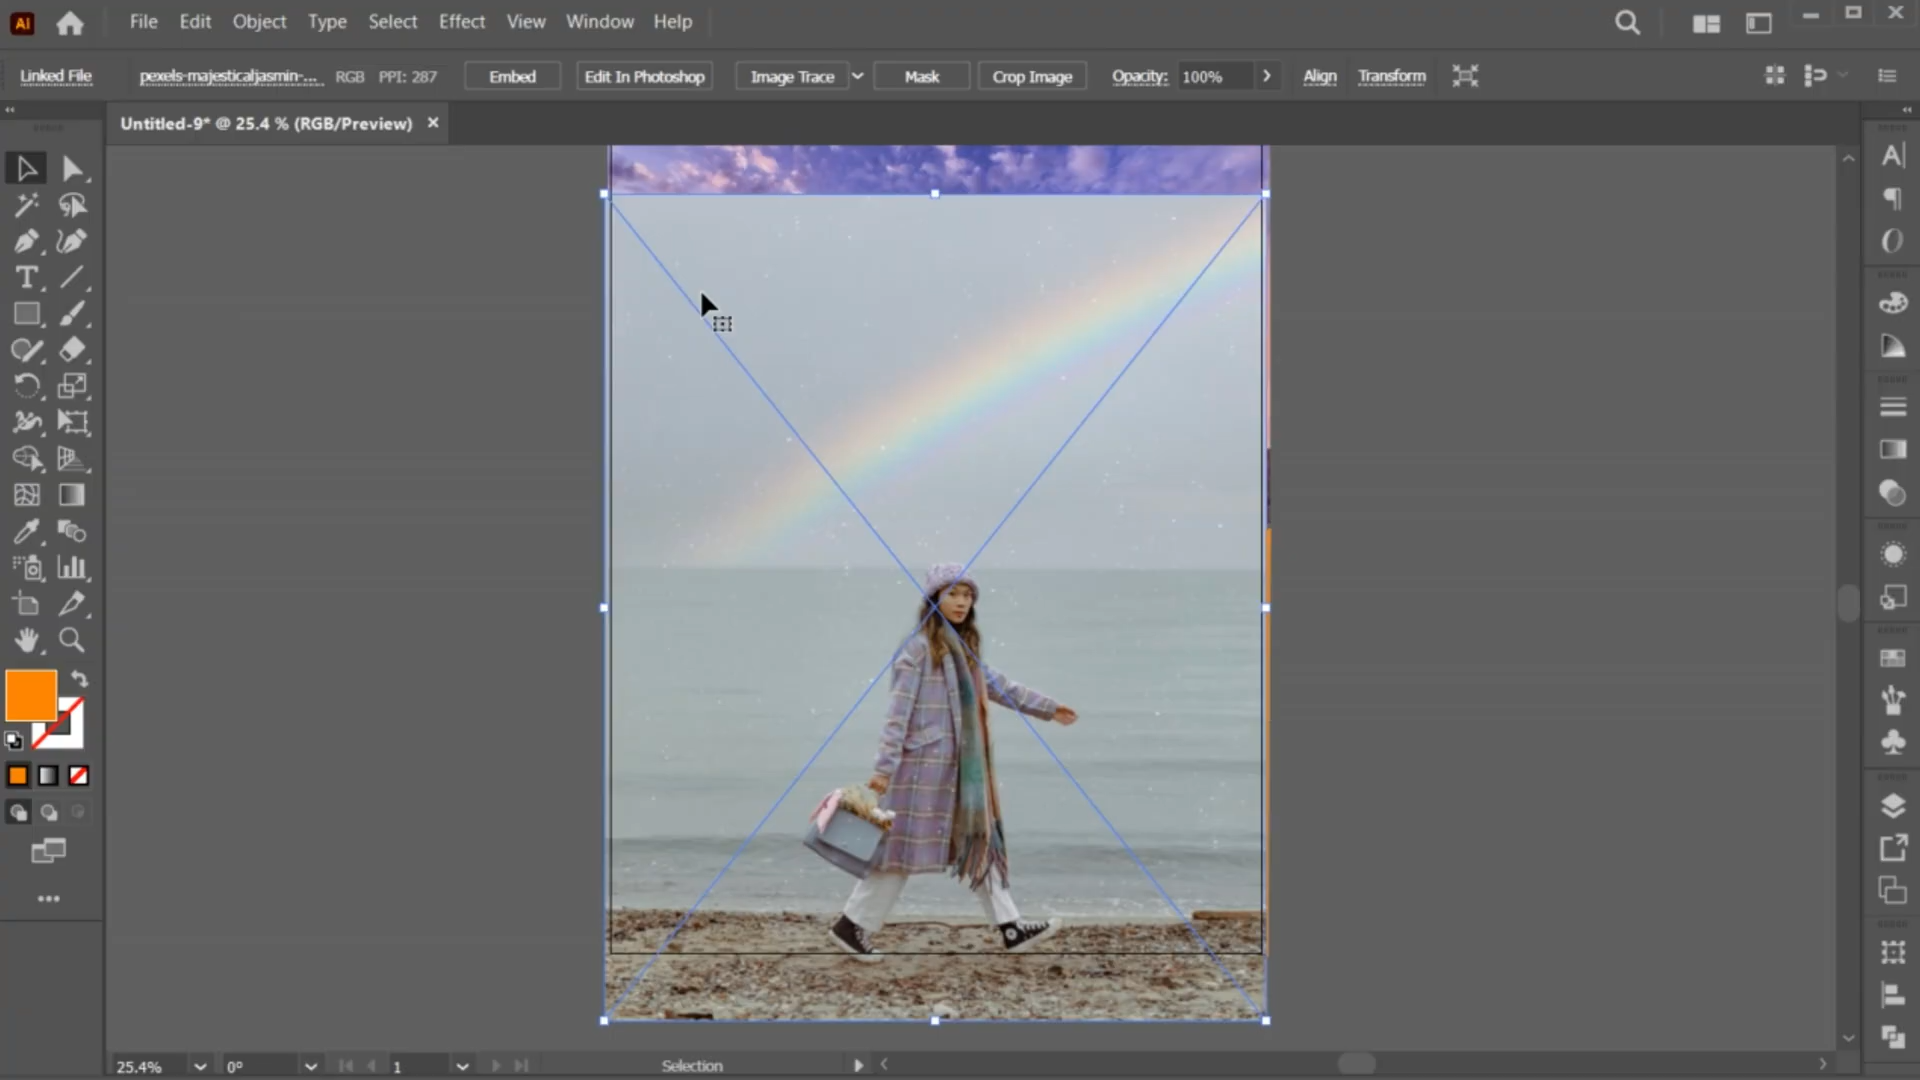 Ai File Edit Object Type Select Effect View Window Help
Linked File pexels-majesticaljasmin-... RGB PPI: 287 Embed Edit In Photoshop Image Trace Mask Crop Image Opacity: 100% Align Transform
Untitled-9* @ 25.4 % (RGB/Preview)
25.4% 0° 1 Selection